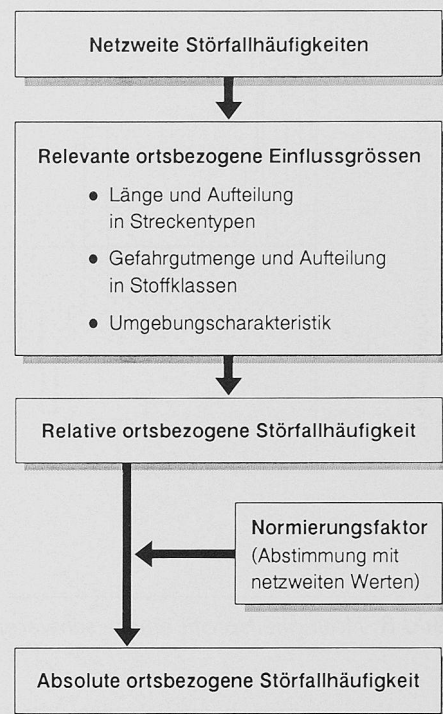 Netzweite Störfallhäufigkeiten
Relevante ortsbezogene Einflussgrössen
● Länge und Aufteilung
in Streckentypen
● Gefahrgutmenge und Aufteilung
in Stoffklassen
● Umgebungscharakteristik
Relative ortsbezogene Störfallhäufigkeit
Normierungsfaktor
(Abstimmung mit
netzweiten Werten)
Absolute ortsbezogene Störfallhäufigkeit